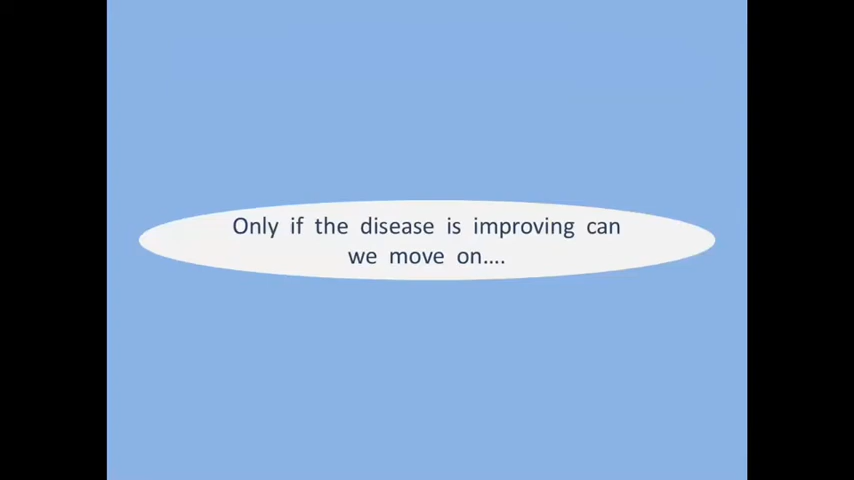 Only if the disease is improving can
we move on....